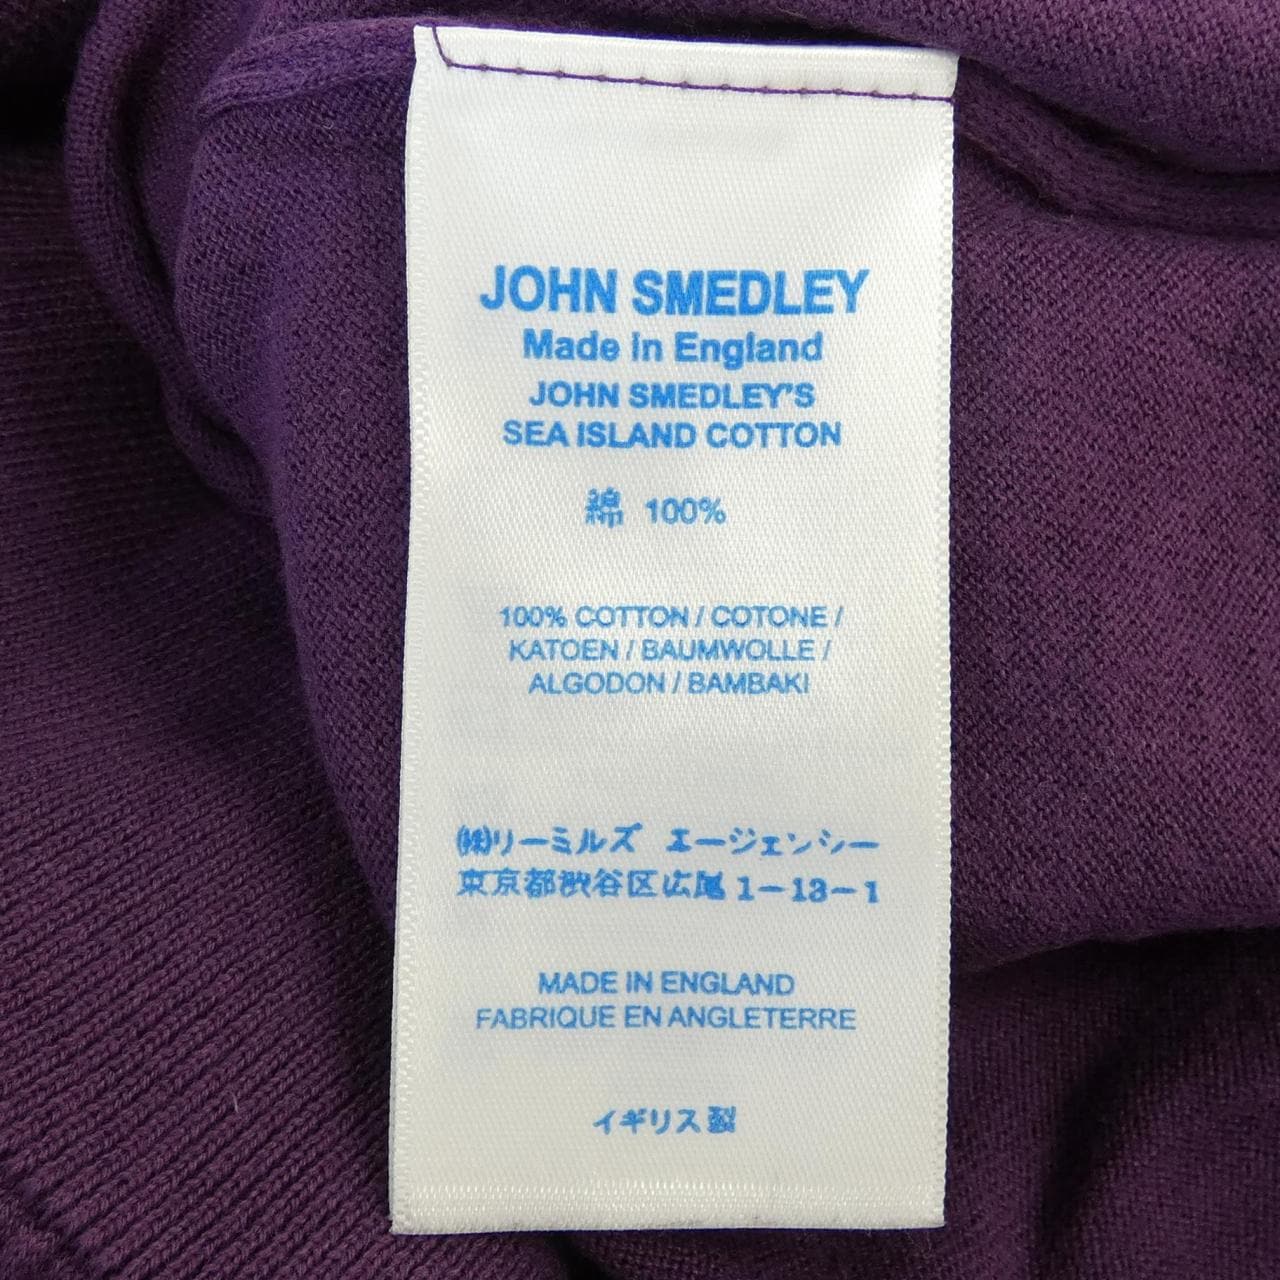 JOHN SMEDLEY
Made in England
JOHN SMEDLEY'S
SEA ISLAND COTTON
綿 100%
100% COTTON / COTONE /
KATOEN / BAUMWOLLE /
ALGODON / BAMBAKI
㈱リーミルズ エージェンシー
東京都渋谷区広尾1-13-1
MADE IN ENGLAND
FABRIQUE EN ANGLETERRE
イギリス製